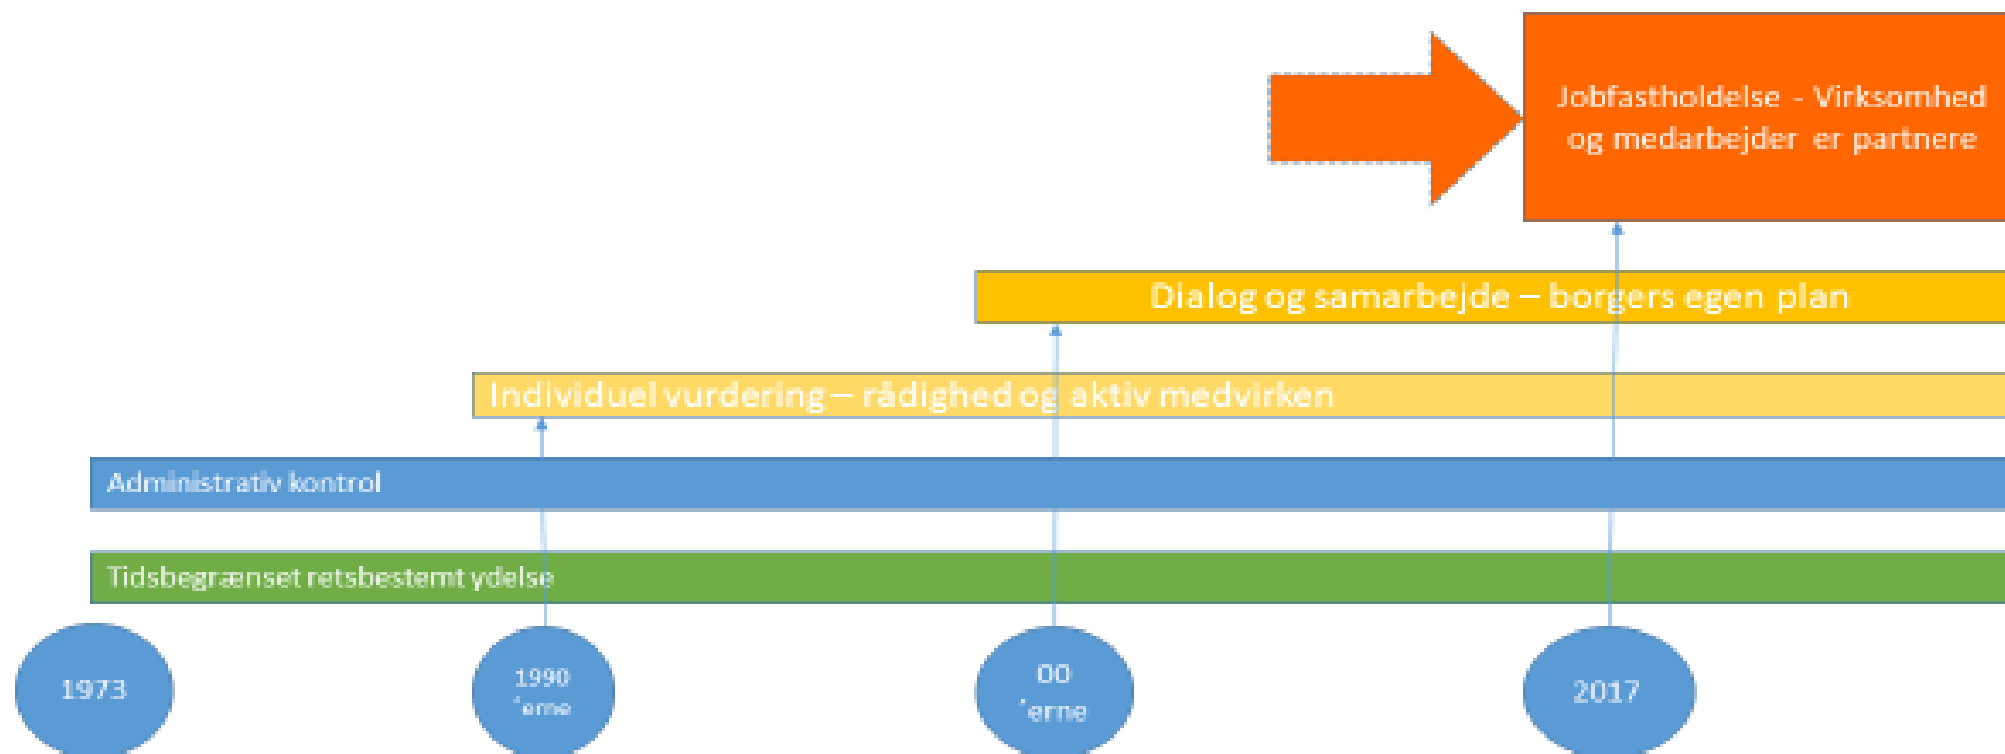 Jobfastholdelse - Virksomhed
og medarbejder er partnere
Dialog og samarbejde – borgers egen plan
Individuel vurdering – rådighed og aktiv medvirken
Administrativ kontrol
Tidsbegrænset retsbestemt ydelse
1973
1990
´erne
00
´erne
2017